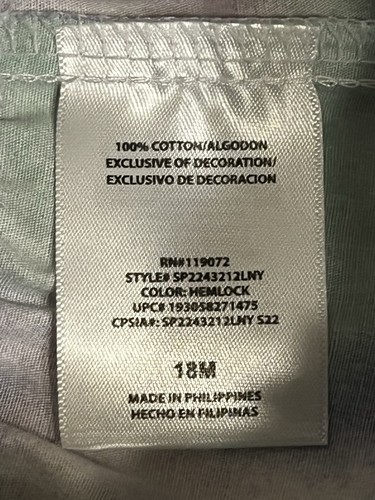 100% COTTON/ALGODON
EXCLUSIVE OF DECORATION/
EXCLUSIVO DE DECORACION
RN#119072
STYLE# SP2243212LNY
COLOR: HEMLOCK
UPC# 193058271475
CPSIA#: SP2243212LNY S22
18M
MADE IN PHILIPPINES
HECHO EN FILIPINAS